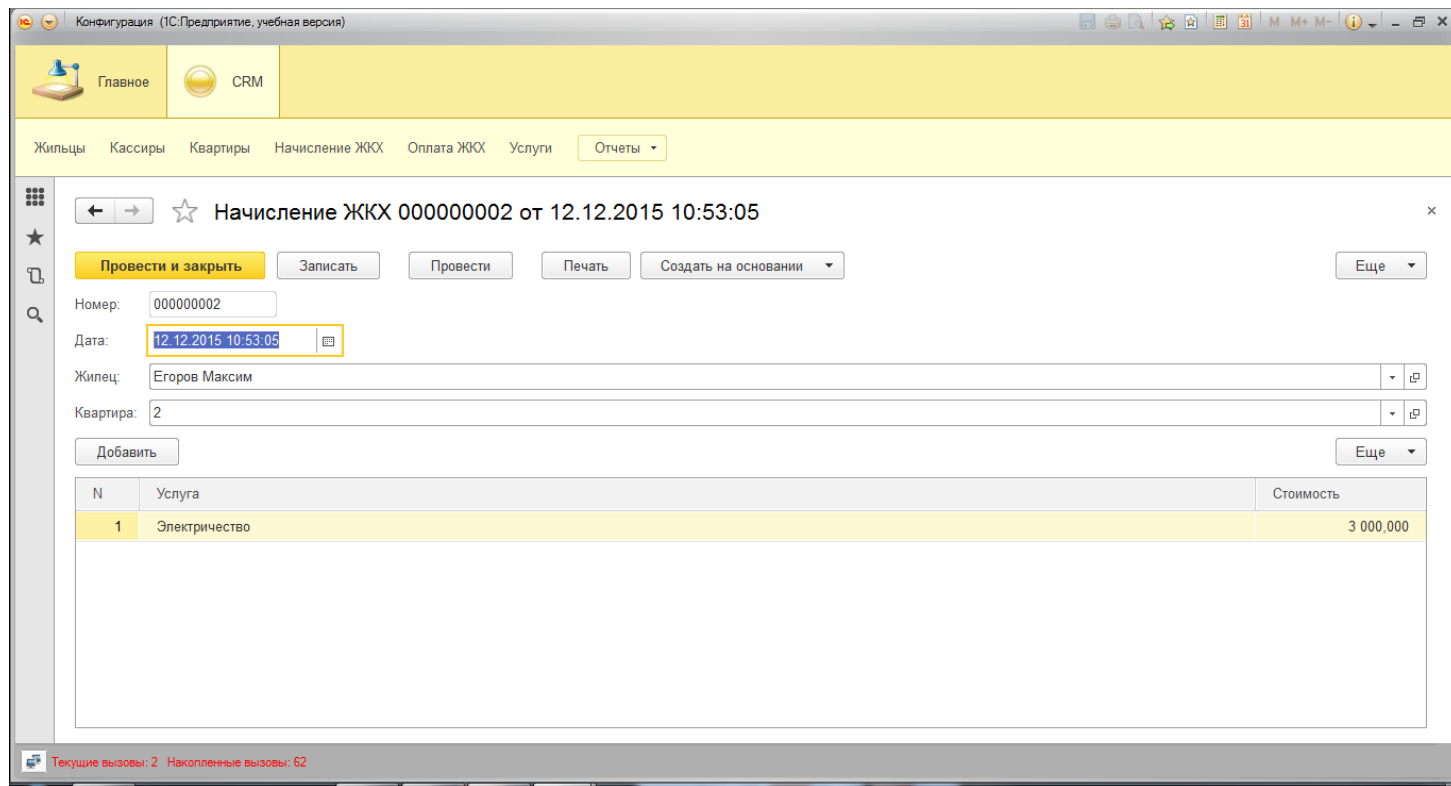 Конфигурация (1С:Предприятие, учебная версия)
M M+ M-
Главное
CRM
Жильцы Кассиры Квартиры Начисление ЖКХ Оплата ЖКХ Услуги Отчеты
Начисление ЖКХ 000000002 от 12.12.2015 10:53:05
Провести и закрыть Записать Провести Печать Создать на основании Еще
Номер: 000000002
Дата: 12.12.2015 10:53:05
Жилец: Егоров Максим
Квартира: 2
Добавить Еще
N Услуга Стоимость
1 Электричество 3 000,000
Текущие вызовы: 2 Накопленные вызовы: 62